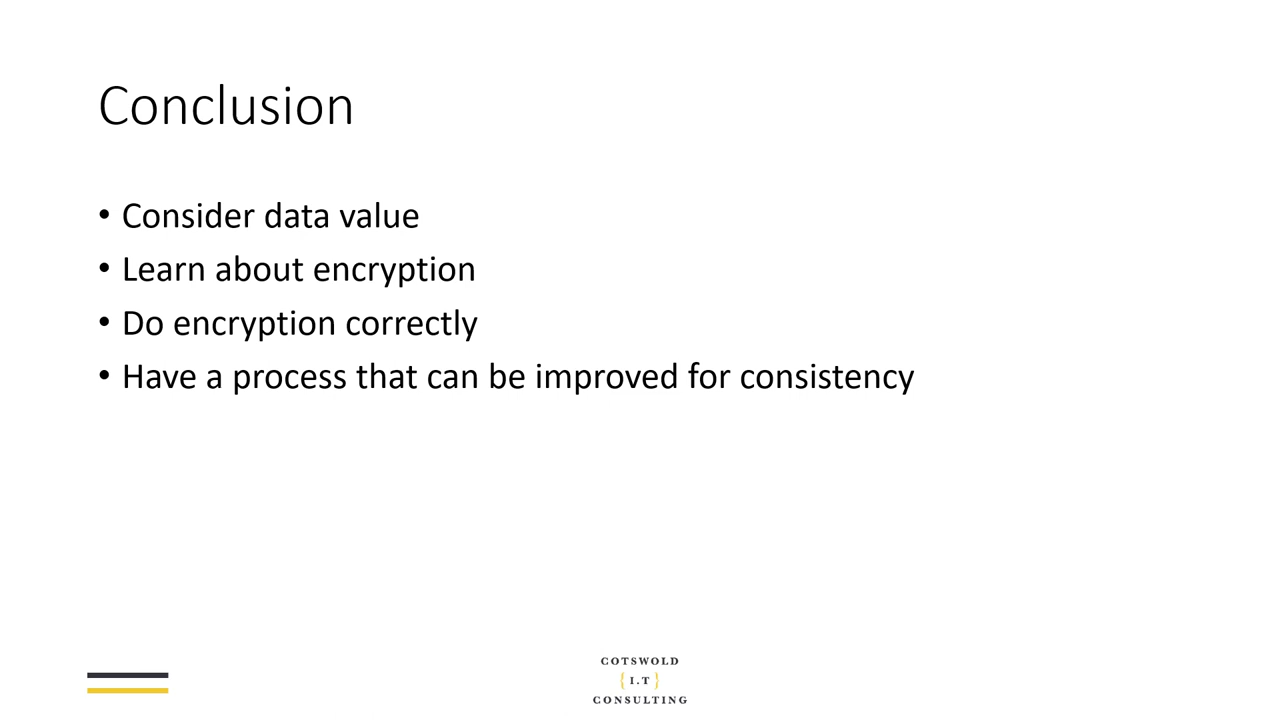 Conclusion
• Consider data value
• Learn about encryption
• Do encryption correctly
• Have a process that can be improved for consistency
COTSWOLD
{ I.T }
CONSULTING